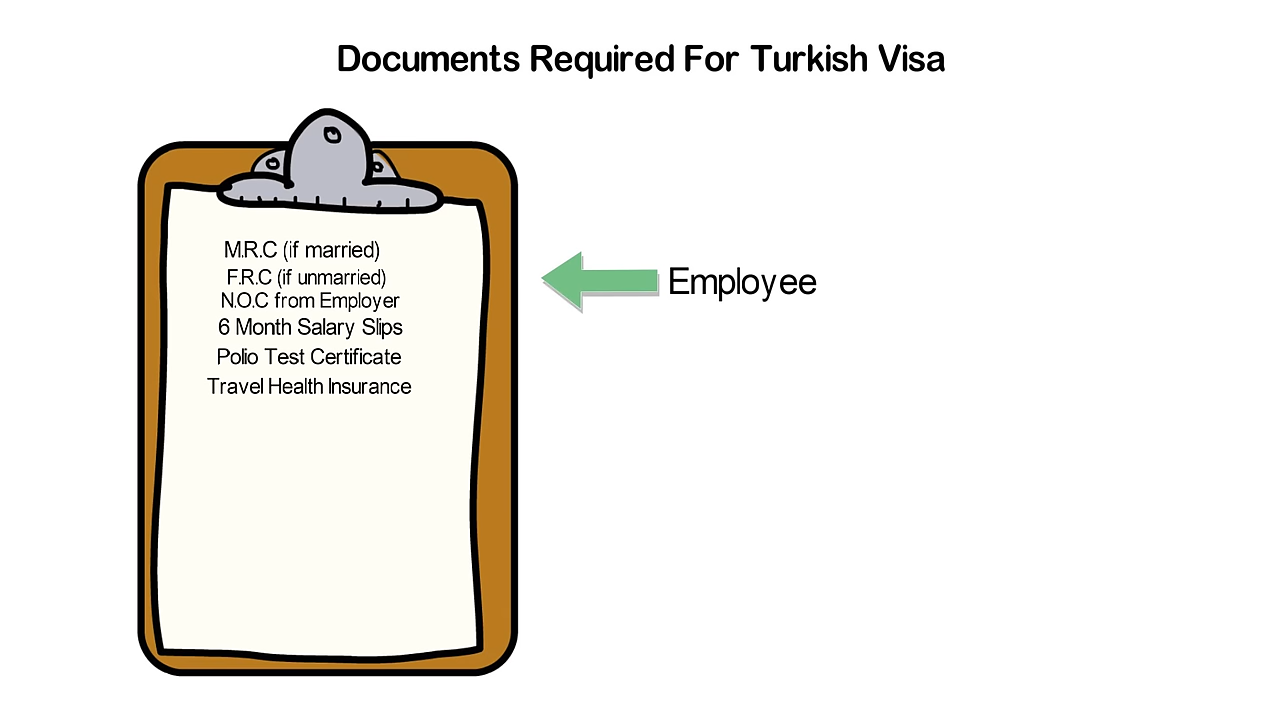 Documents Required For Turkish Visa
M.R.C (if married)
F.R.C (if unmarried)
N.O.C from Employer
6 Month Salary Slips
Polio Test Certificate
Travel Health Insurance
Employee